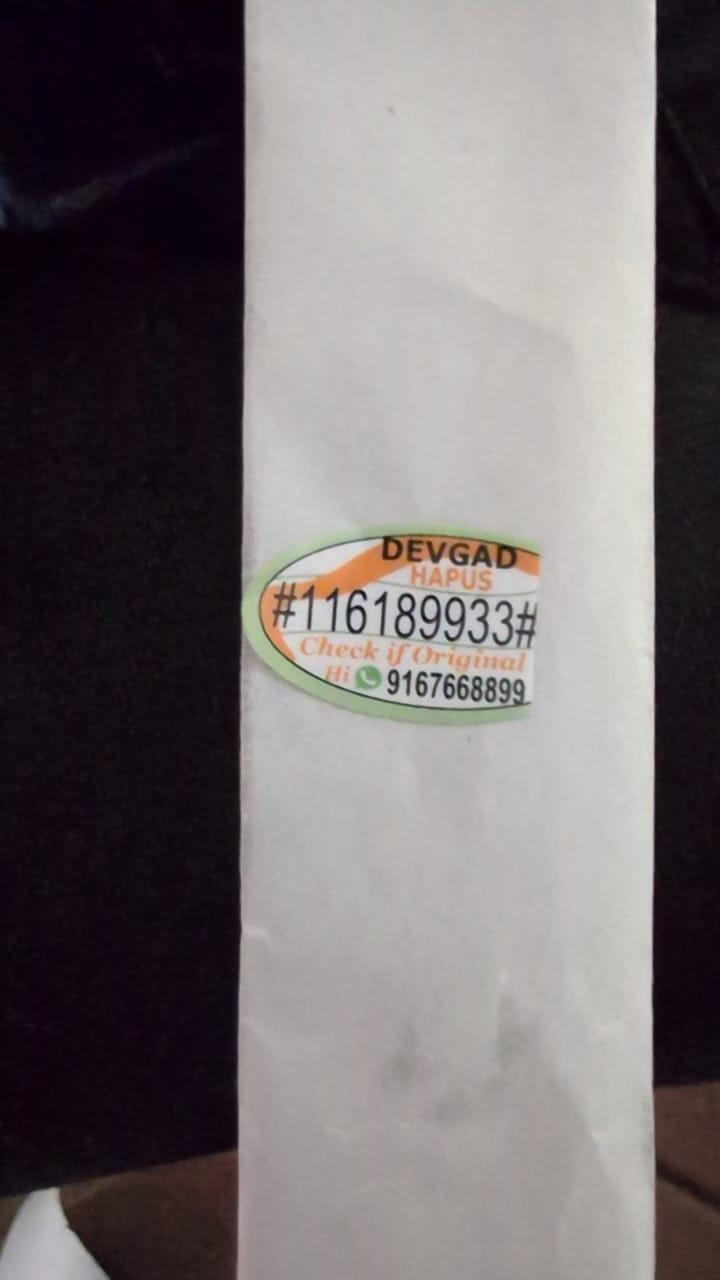 DEVGAD
HAPUS
#116189933#
Check if Original
Hi 9167668899